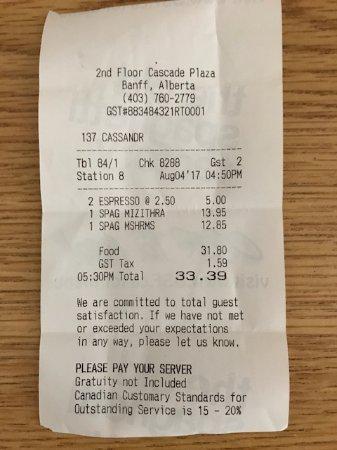 2nd Floor Cascade Plaza
Banff, Alberta
(403) 760-2779
GST#883484321RT0001
137 CASSANDR
Tbl 84/1 Chk 8288 Gst 2
Station 8 Aug04'17 04:50PM
2 ESPRESSO @ 2.50 5.00
1 SPAG MIZITHRA 13.95
1 SPAG MSHRMS 12.85
Food 31.80
GST Tax 1.59
05:30PM Total 33.39
We are committed to total guest
satisfaction. If we have not met
or exceeded your expectations
in any way, please let us know.
PLEASE PAY YOUR SERVER
Gratuity not Included
Canadian Customary Standards for
Outstanding Service is 15 - 20%